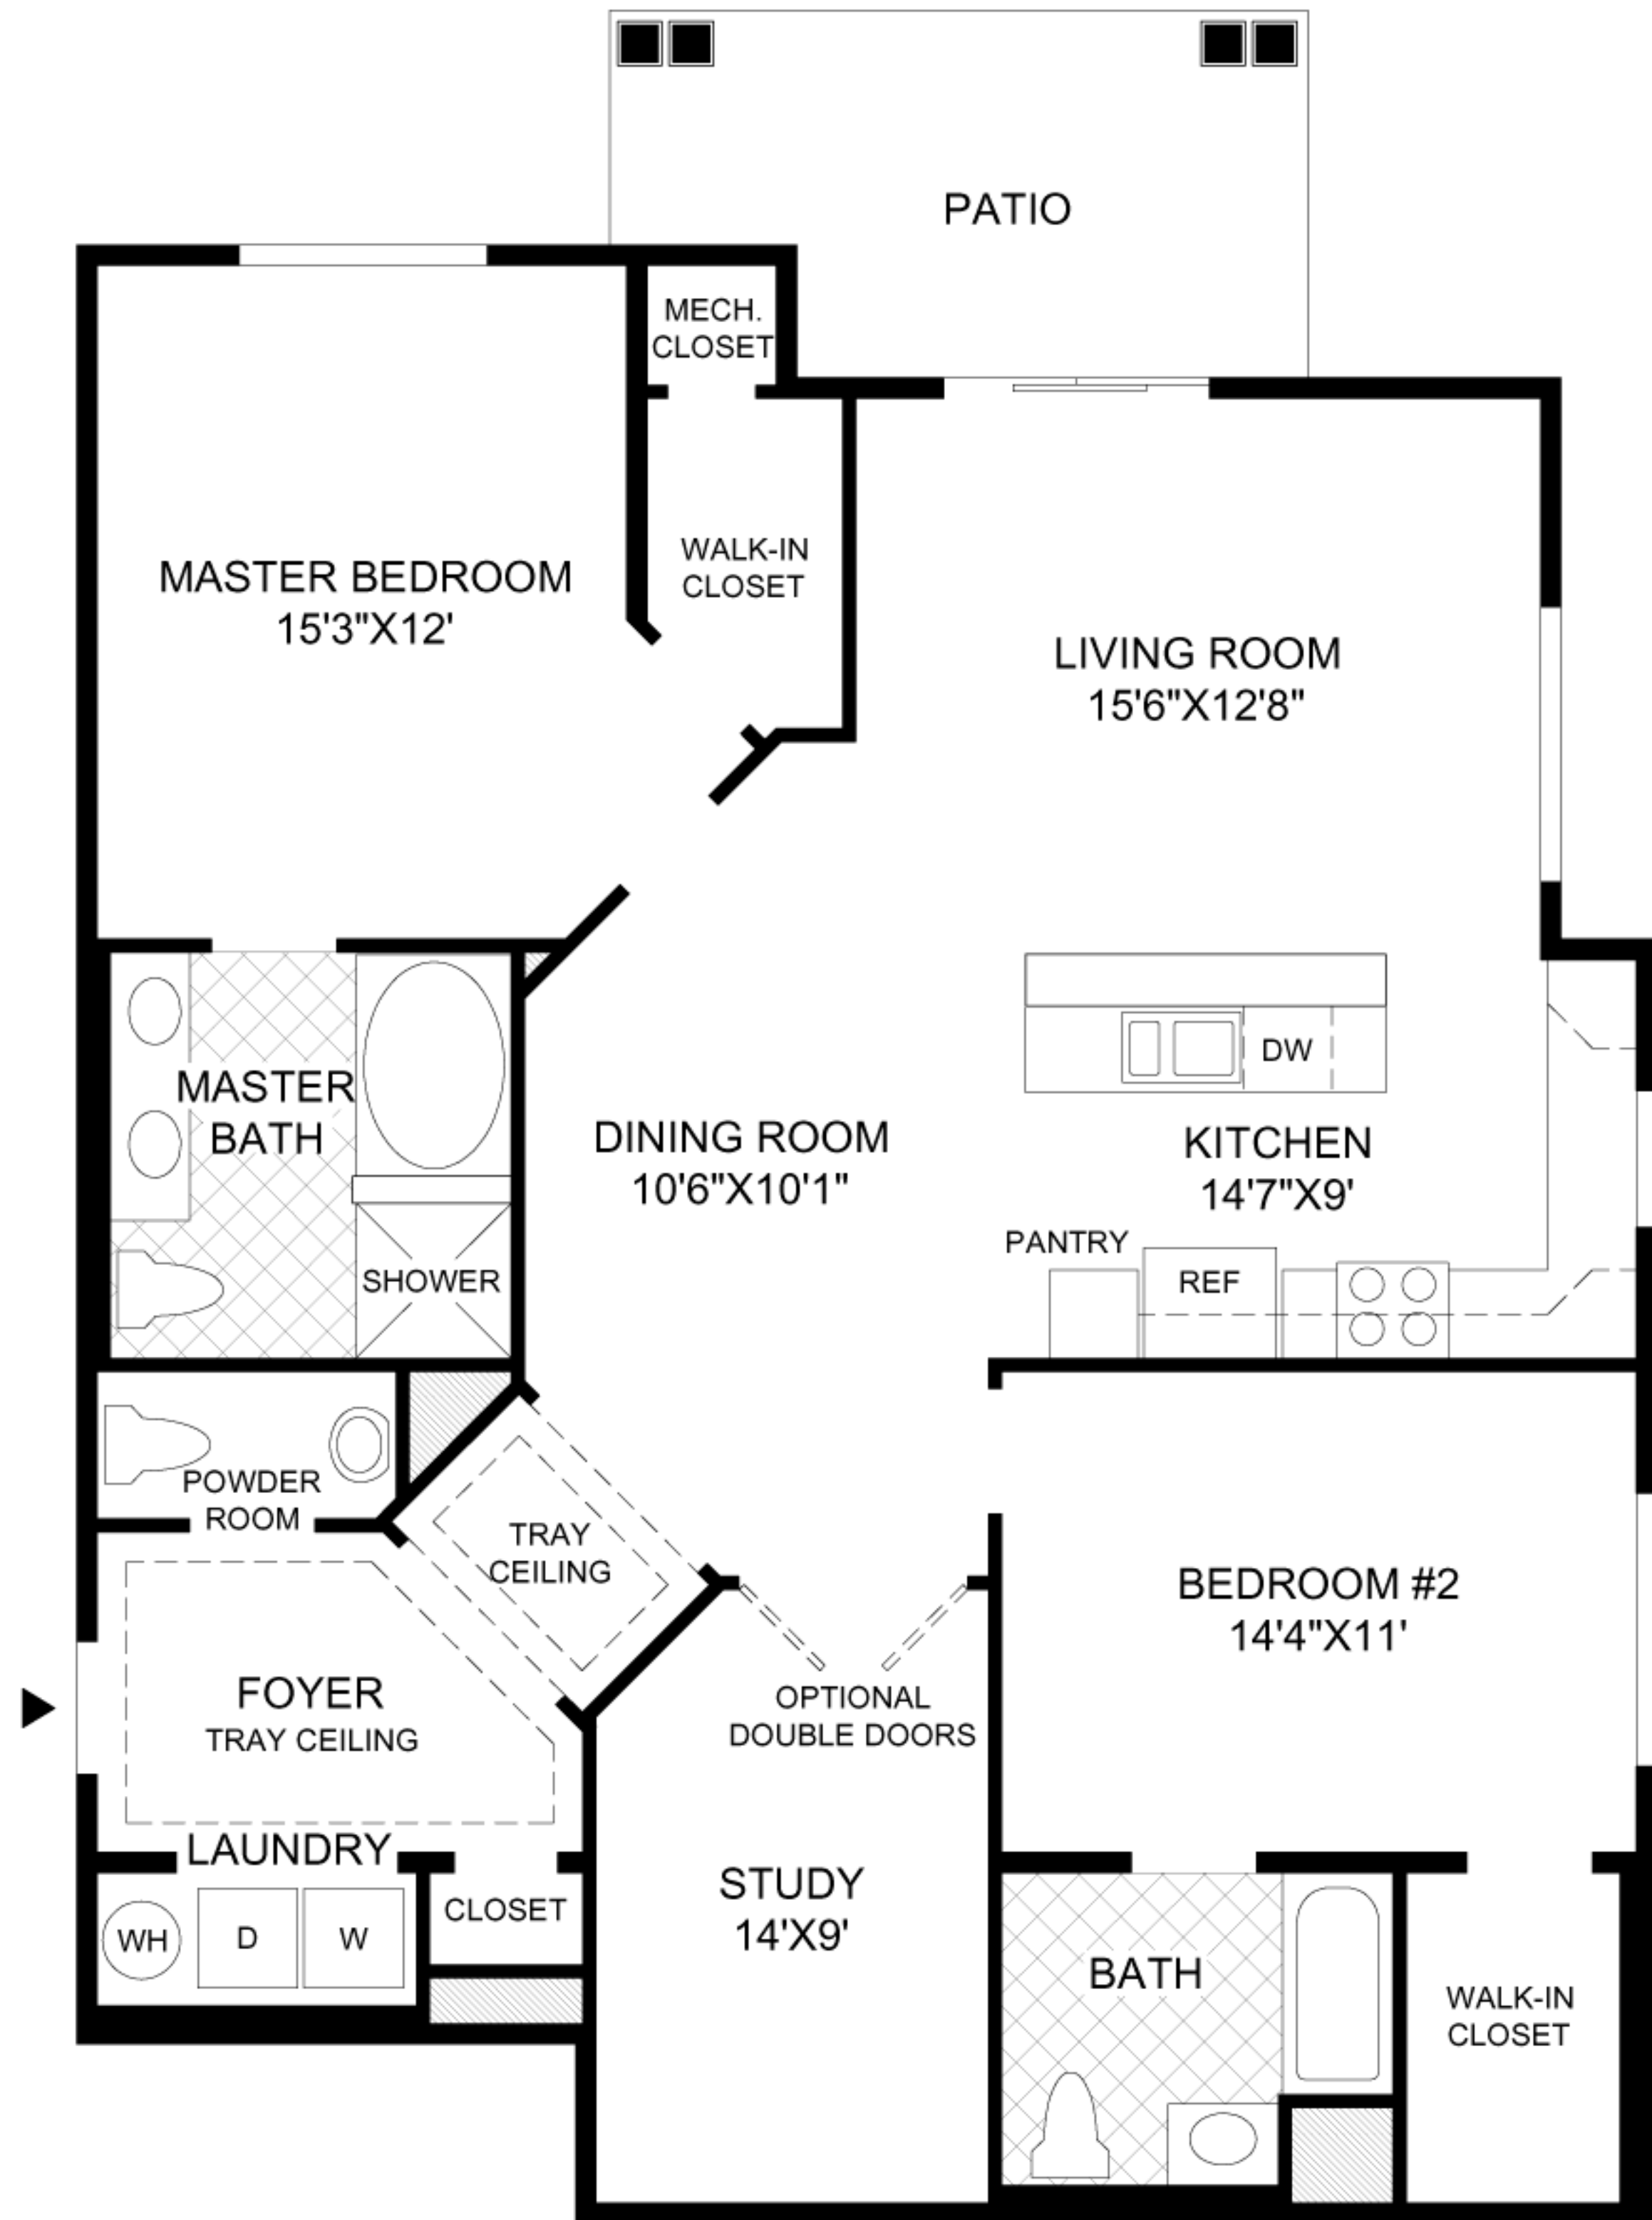 PATIO
MECH.
CLOSET
WALK-IN
CLOSET
MASTER BEDROOM
15'3"X12'
LIVING ROOM
15'6"X12'8"
DW
MASTER
BATH
DINING ROOM
10'6"X10'1"
KITCHEN
14'7"X9'
PANTRY
REF
SHOWER
POWDER
ROOM
TRAY
CEILING
BEDROOM #2
14'4"X11'
FOYER
TRAY CEILING
OPTIONAL
DOUBLE DOORS
LAUNDRY
STUDY
14'X9'
CLOSET
WH
D
W
BATH
WALK-IN
CLOSET